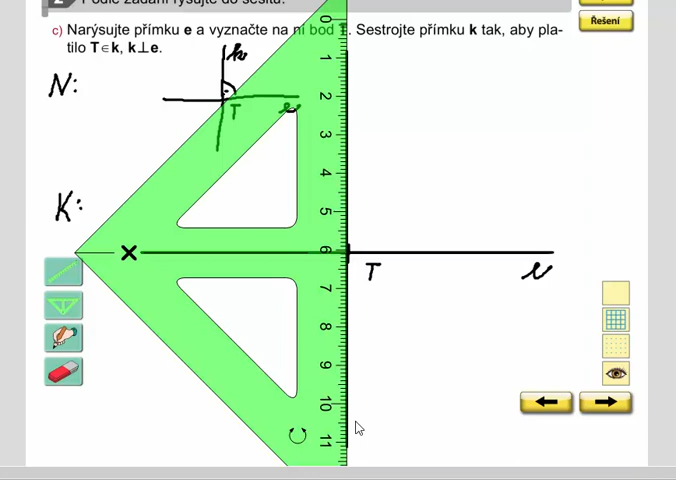 2 Podle zadání rýsujte do sešitu.
c) Narýsujte přímku e a vyznačte na ní bod T. Sestrojte přímku k tak, aby pla-
tilo T∈k, k⊥e.
Řešení
N:
k
T
e
K:
T
e
0
1
2
3
4
5
6
7
8
9
10
11